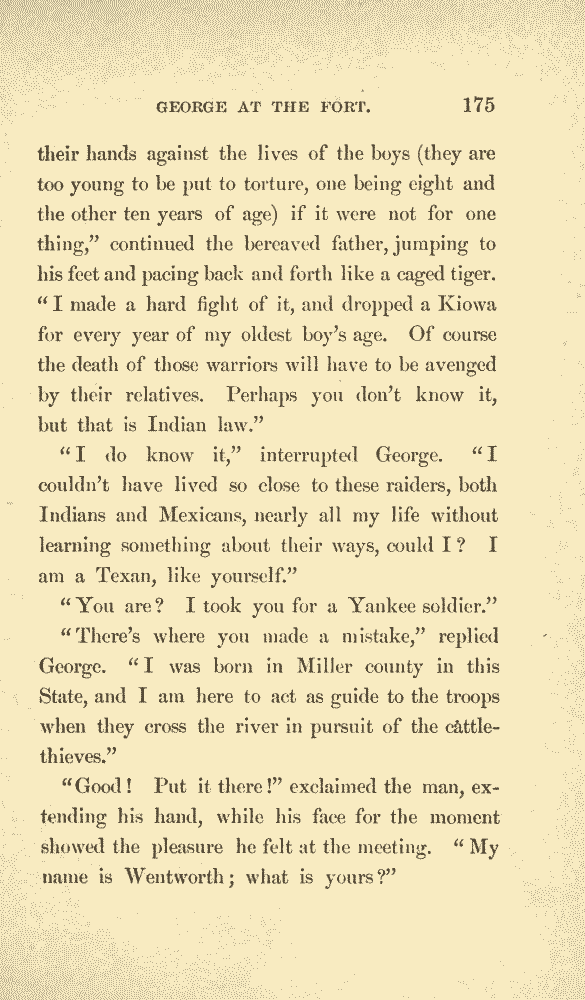 GEORGE AT THE FORT. 175
their hands against the lives of the boys (they are
too young to be put to torture, one being eight and
the other ten years of age) if it were not for one
thing,” continued the bereaved father, jumping to
his feet and pacing back and forth like a caged tiger.
“I made a hard fight of it, and dropped a Kiowa
for every year of my oldest boy’s age. Of course
the death of those warriors will have to be avenged
by their relatives. Perhaps you don’t know it,
but that is Indian law.”
“I do know it,” interrupted George. “I
couldn’t have lived so close to these raiders, both
Indians and Mexicans, nearly all my life without
learning something about their ways, could I? I
am a Texan, like yourself.”
“You are? I took you for a Yankee soldier.”
“There’s where you made a mistake,” replied
George. “I was born in Miller county in this
State, and I am here to act as guide to the troops
when they cross the river in pursuit of the cattle-
thieves.”
“Good! Put it there!” exclaimed the man, ex-
tending his hand, while his face for the moment
showed the pleasure he felt at the meeting. “My
name is Wentworth; what is yours?”